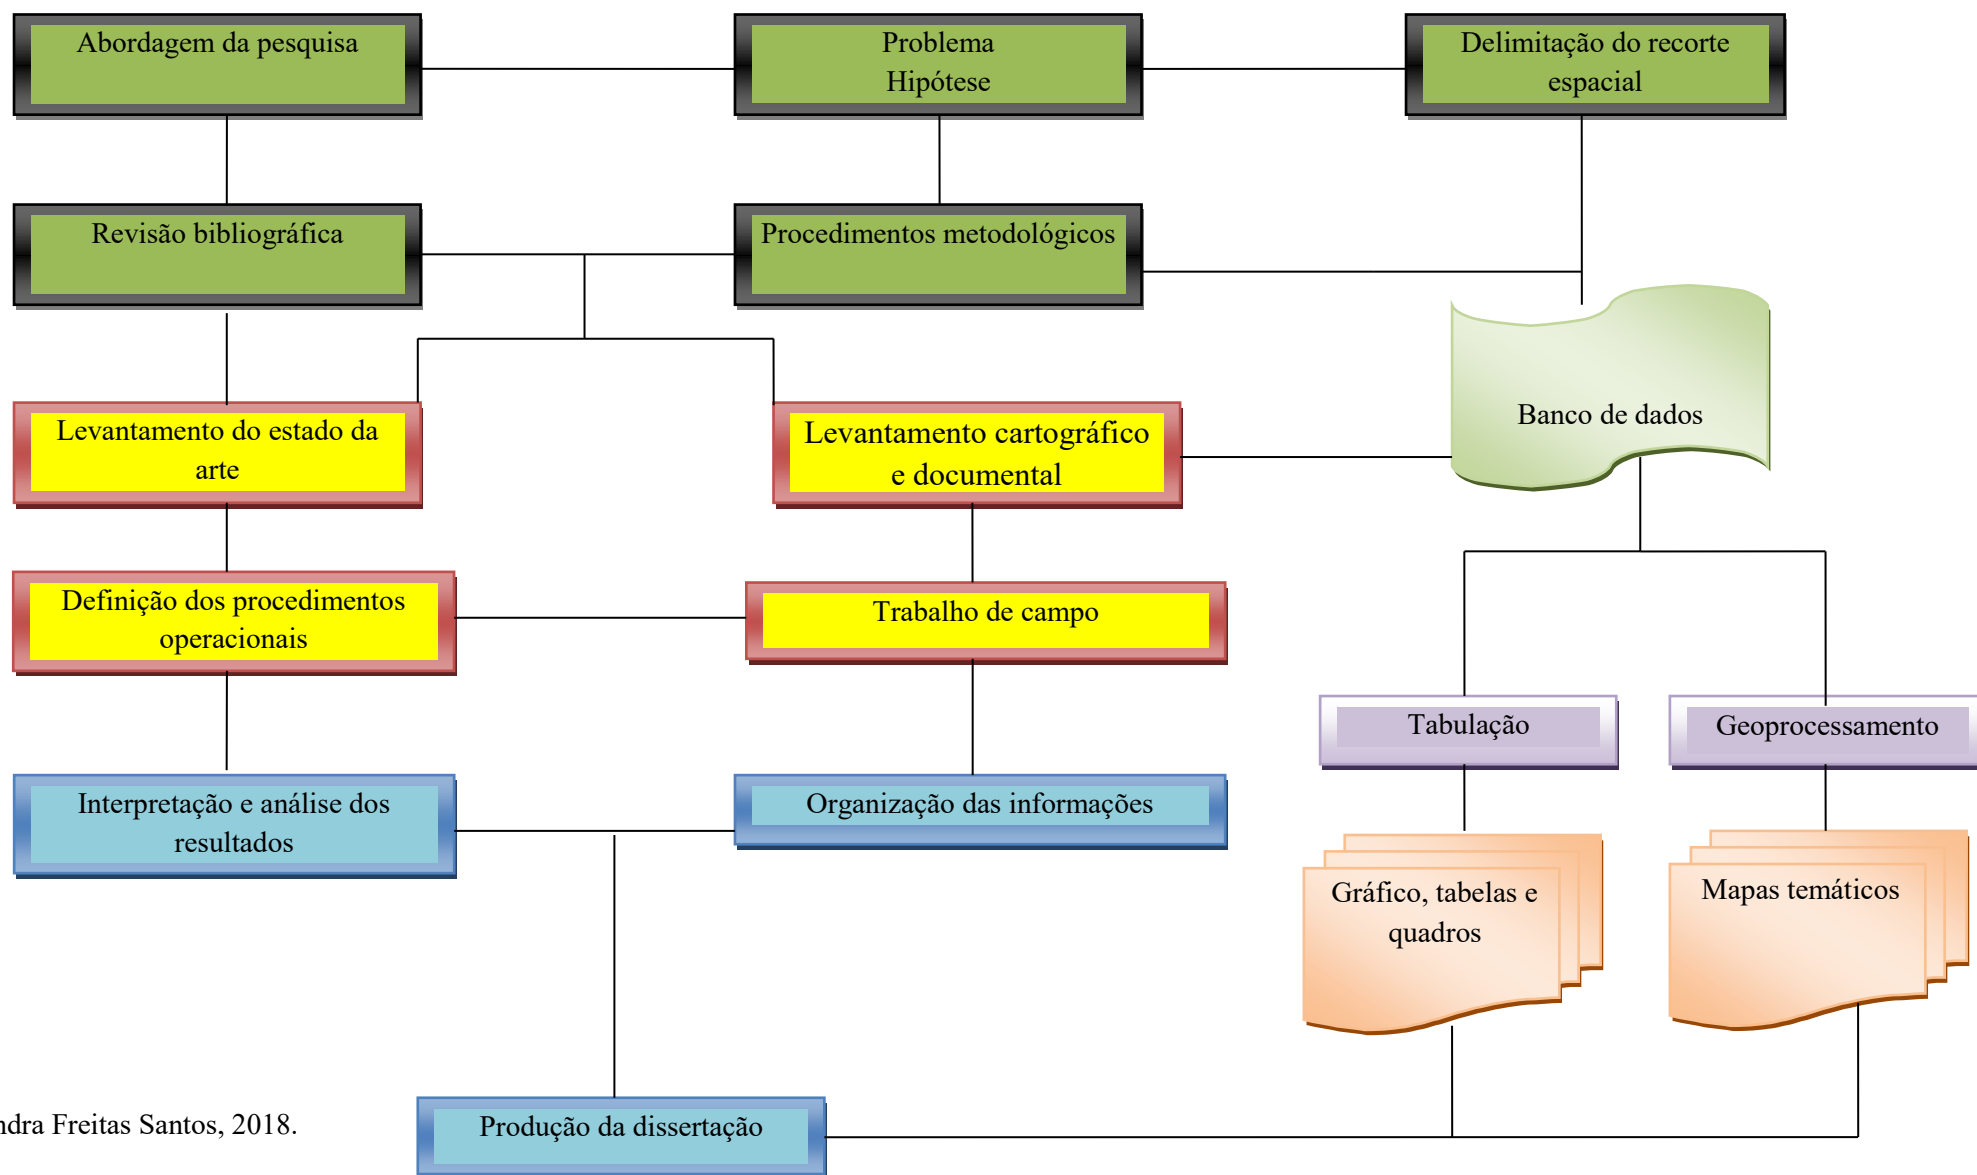 Abordagem da pesquisa
Problema
Hipótese
Delimitação do recorte
espacial
Revisão bibliográfica
Procedimentos metodológicos
Banco de dados
Levantamento do estado da
arte
Levantamento cartográfico
e documental
Definição dos procedimentos
operacionais
Trabalho de campo
Tabulação
Geoprocessamento
Interpretação e análise dos
resultados
Organização das informações
Gráfico, tabelas e
quadros
Mapas temáticos
Produção da dissertação
Freitas Santos, 2018.